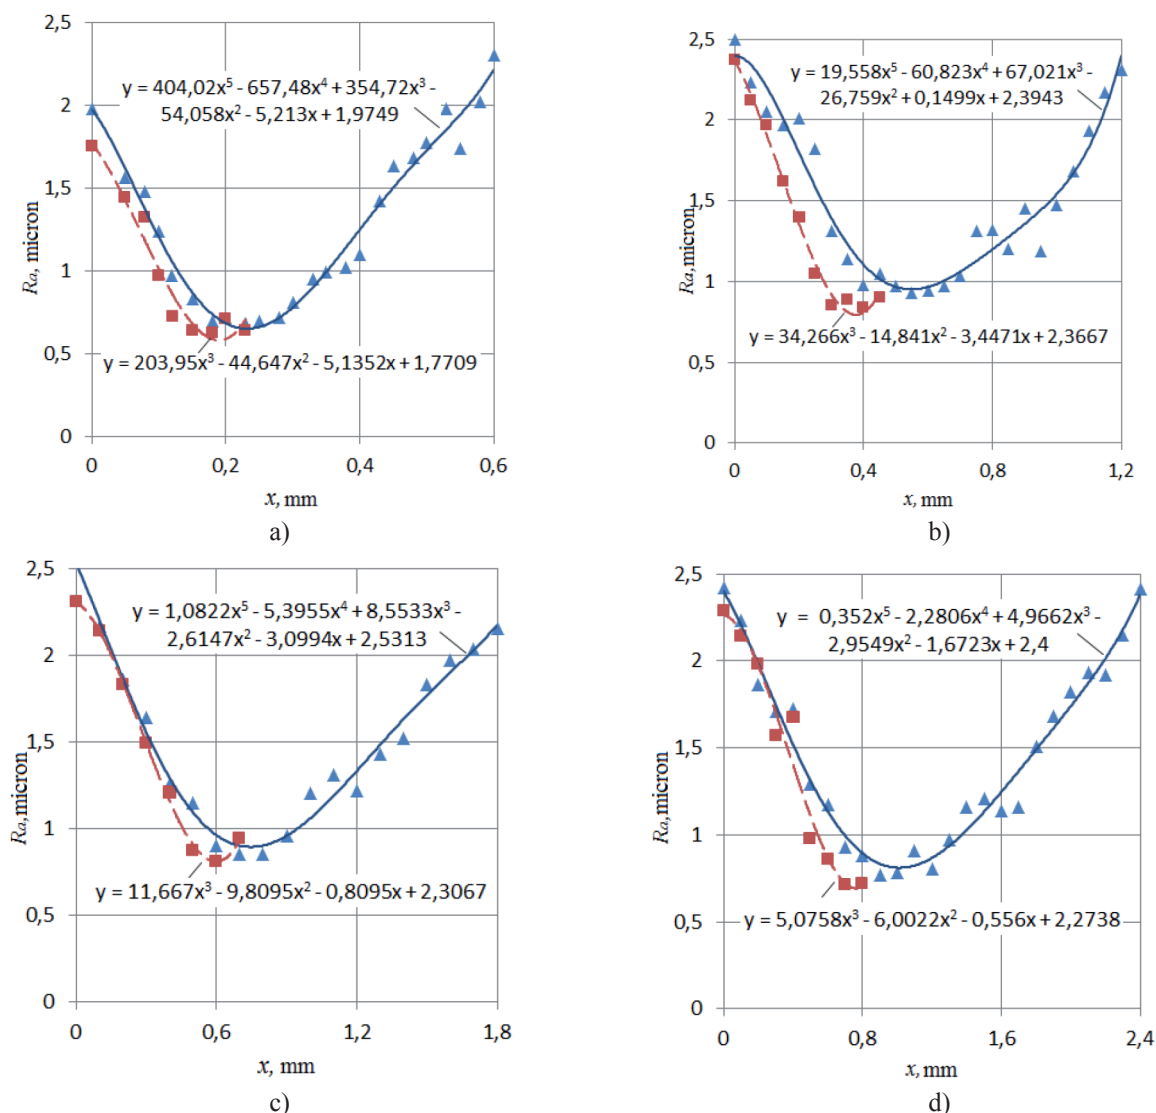 2,5
y = 404,02x⁵ - 657,48x⁴ + 354,72x³ -
54,058x² - 5,213x + 1,9749
2
1,5
Ra, micron
1
0,5
y = 203,95x³ - 44,647x² - 5,1352x + 1,7709
0
0 0,2 0,4 0,6
x, mm
a)
2,5
y = 19,558x⁵ - 60,823x⁴ + 67,021x³ -
26,759x² + 0,1499x + 2,3943
2
1,5
Ra, micron
1
y = 34,266x³ - 14,841x² - 3,4471x + 2,3667
0,5
0
0 0,4 0,8 1,2
x, mm
b)
2,5
y = 1,0822x⁵ - 5,3955x⁴ + 8,5533x³ -
2,6147x² - 3,0994x + 2,5313
2
1,5
Ra, micron
1
y = 11,667x³ - 9,8095x² - 0,8095x + 2,3067
0,5
0
0 0,6 1,2 1,8
x, mm
c)
2,5
y = 0,352x⁵ - 2,2806x⁴ + 4,9662x³ -
2,9549x² - 1,6723x + 2,4
2
1,5
Ra, micron
1
y = 5,0758x³ - 6,0022x² - 0,556x + 2,2738
0,5
0
0 0,8 1,6 2,4
x, mm
d)